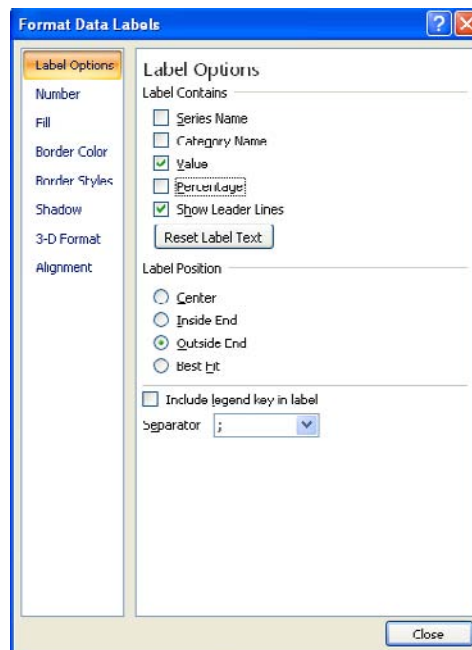 Format Data Labels
Label Options
Number
Fill
Border Color
Border Styles
Shadow
3-D Format
Alignment
Label Options
Label Contains
Series Name
Category Name
Value
Percentage
Show Leader Lines
Reset Label Text
Label Position
Center
Inside End
Outside End
Best Fit
Include legend key in label
Separator ;
Close